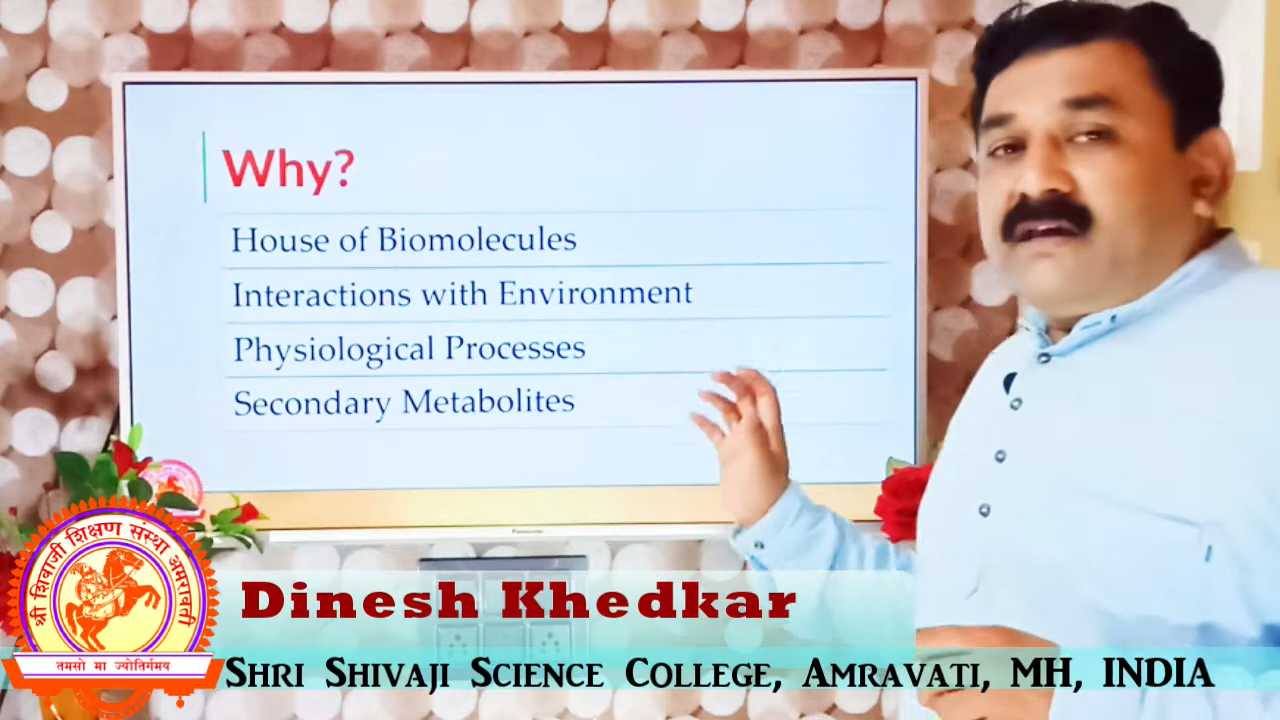 Why?
House of Biomolecules
Interactions with Environment
Physiological Processes
Secondary Metabolites
Panasonic
श्री शिवाजी शिक्षण संस्था अमरावती
तमसो मा ज्योतिर्गमय
Dinesh Khedkar
Shri Shivaji Science College, Amravati, MH, INDIA